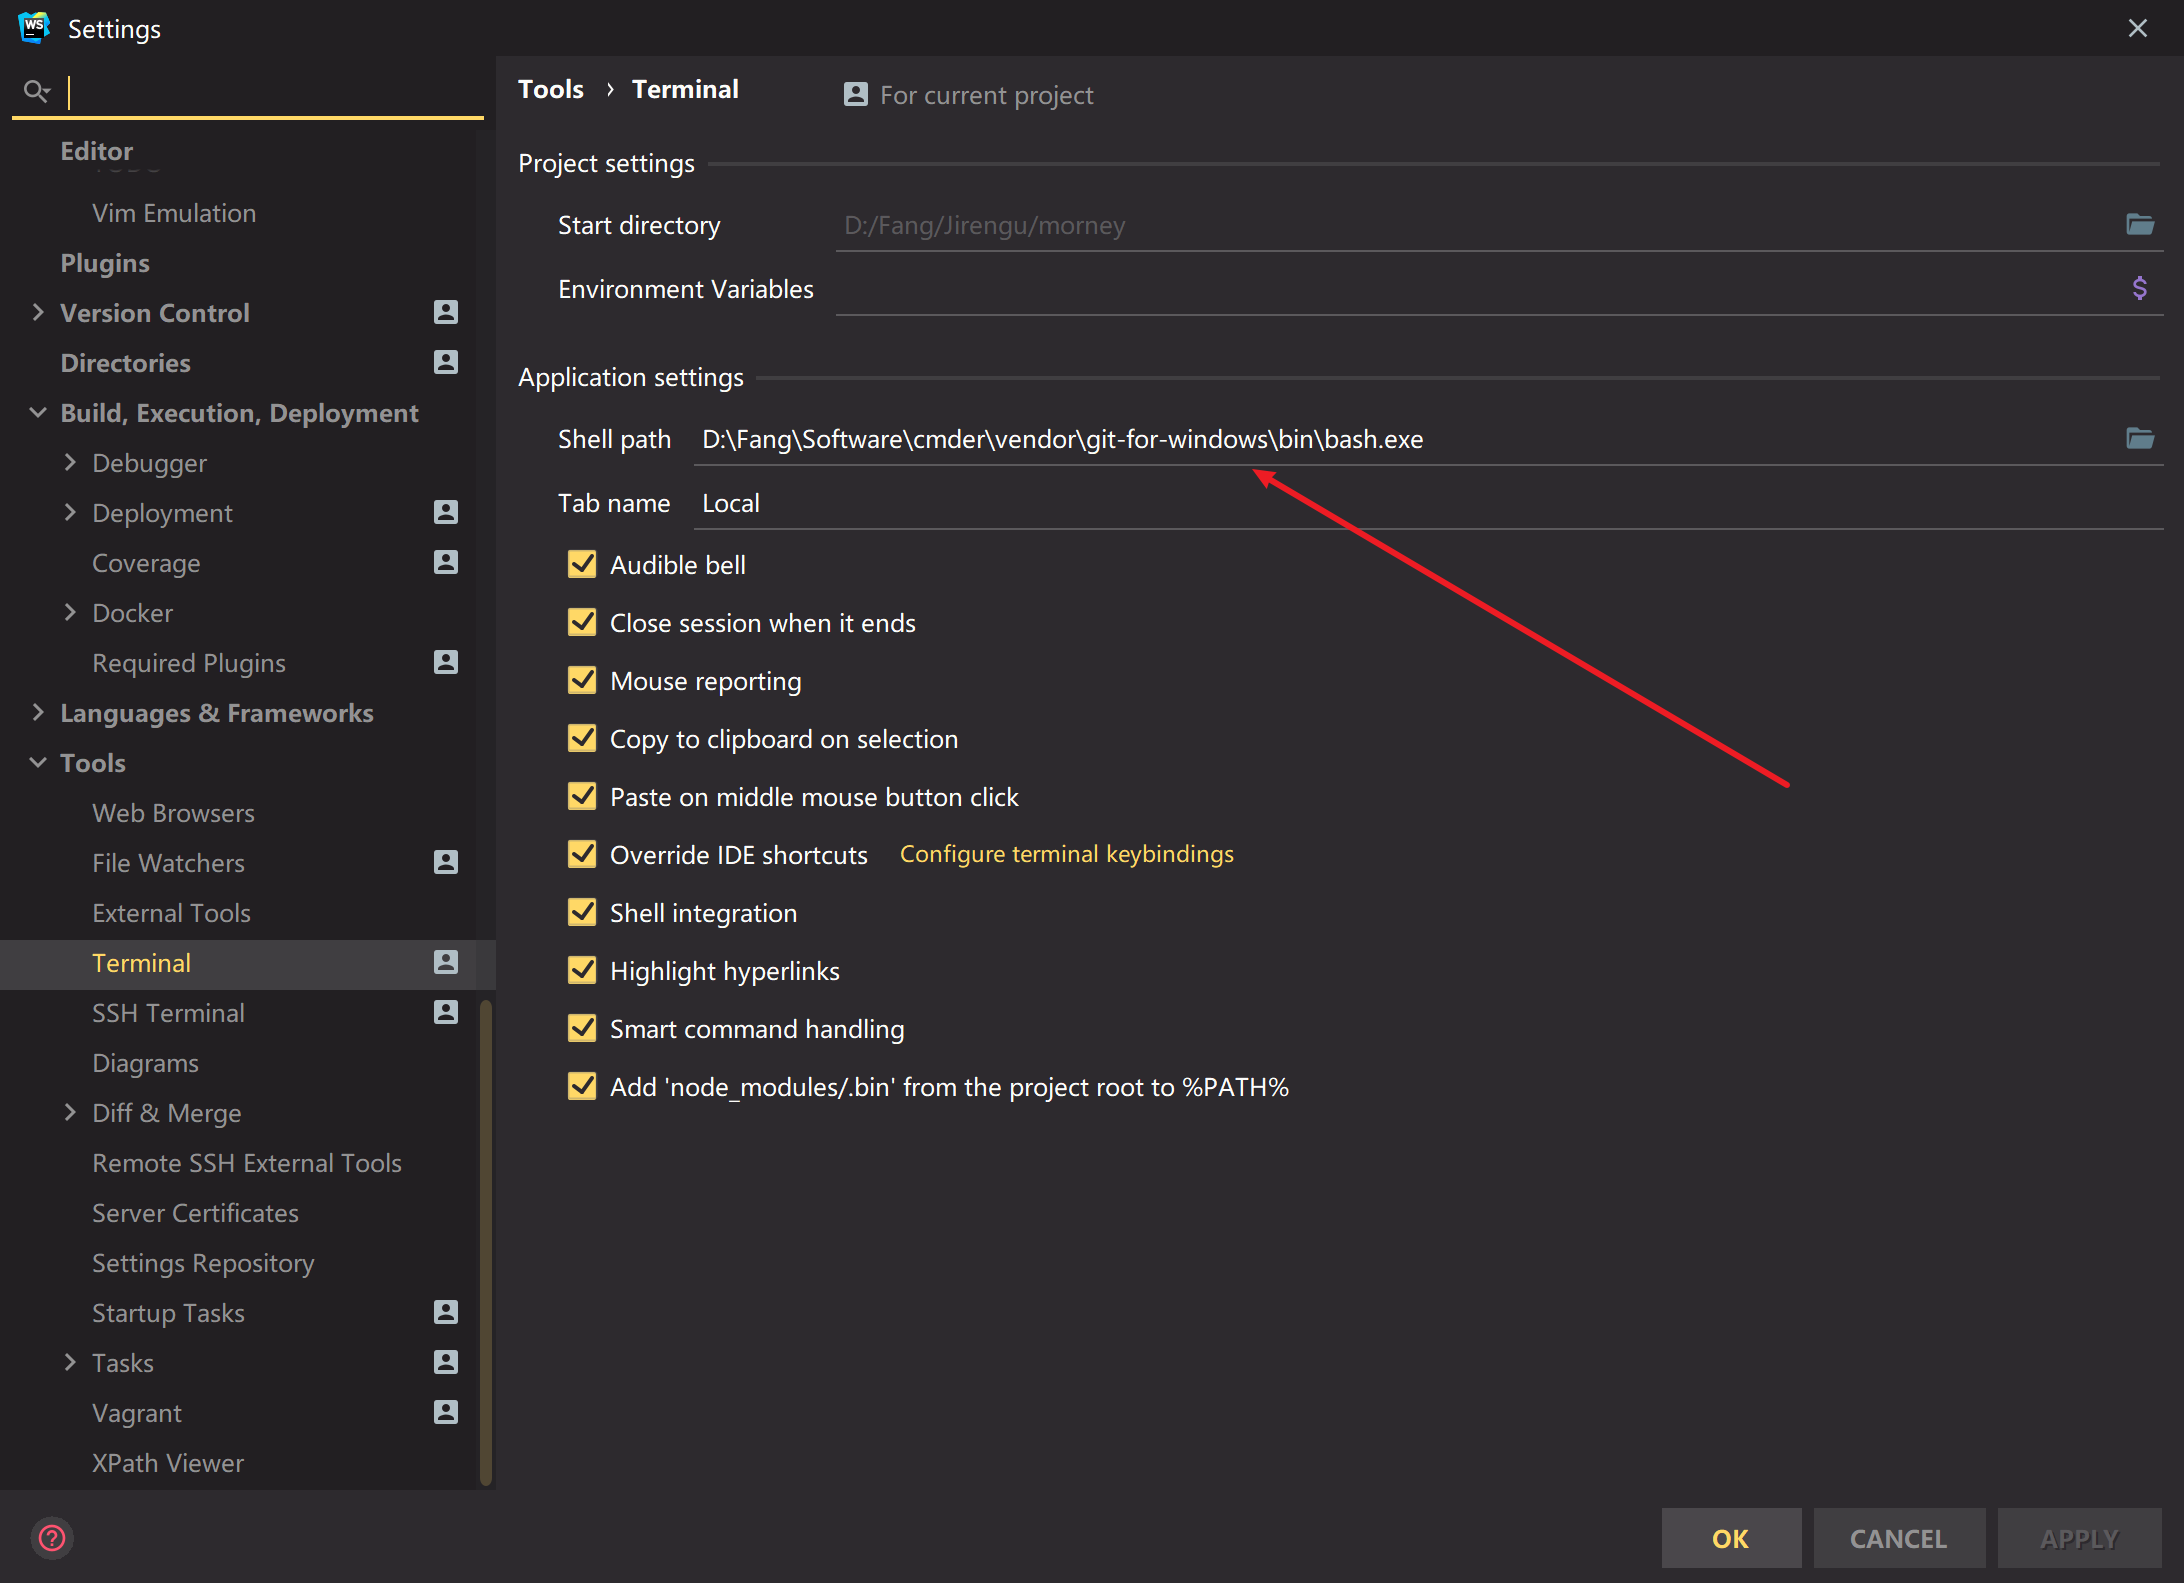 WS
Settings
Editor
Vim Emulation
Plugins
Version Control
Directories
Build, Execution, Deployment
Debugger
Deployment
Coverage
Docker
Required Plugins
Languages & Frameworks
Tools
Web Browsers
File Watchers
External Tools
Terminal
SSH Terminal
Diagrams
Diff & Merge
Remote SSH External Tools
Server Certificates
Settings Repository
Startup Tasks
Tasks
Vagrant
XPath Viewer
Tools › Terminal
For current project
Project settings
Start directory D:/Fang/Jirengu/morney
Environment Variables $
Application settings
Shell path D:\Fang\Software\cmder\vendor\git-for-windows\bin\bash.exe
Tab name Local
Audible bell
Close session when it ends
Mouse reporting
Copy to clipboard on selection
Paste on middle mouse button click
Override IDE shortcuts Configure terminal keybindings
Shell integration
Highlight hyperlinks
Smart command handling
Add 'node_modules/.bin' from the project root to %PATH%
?
OK CANCEL APPLY